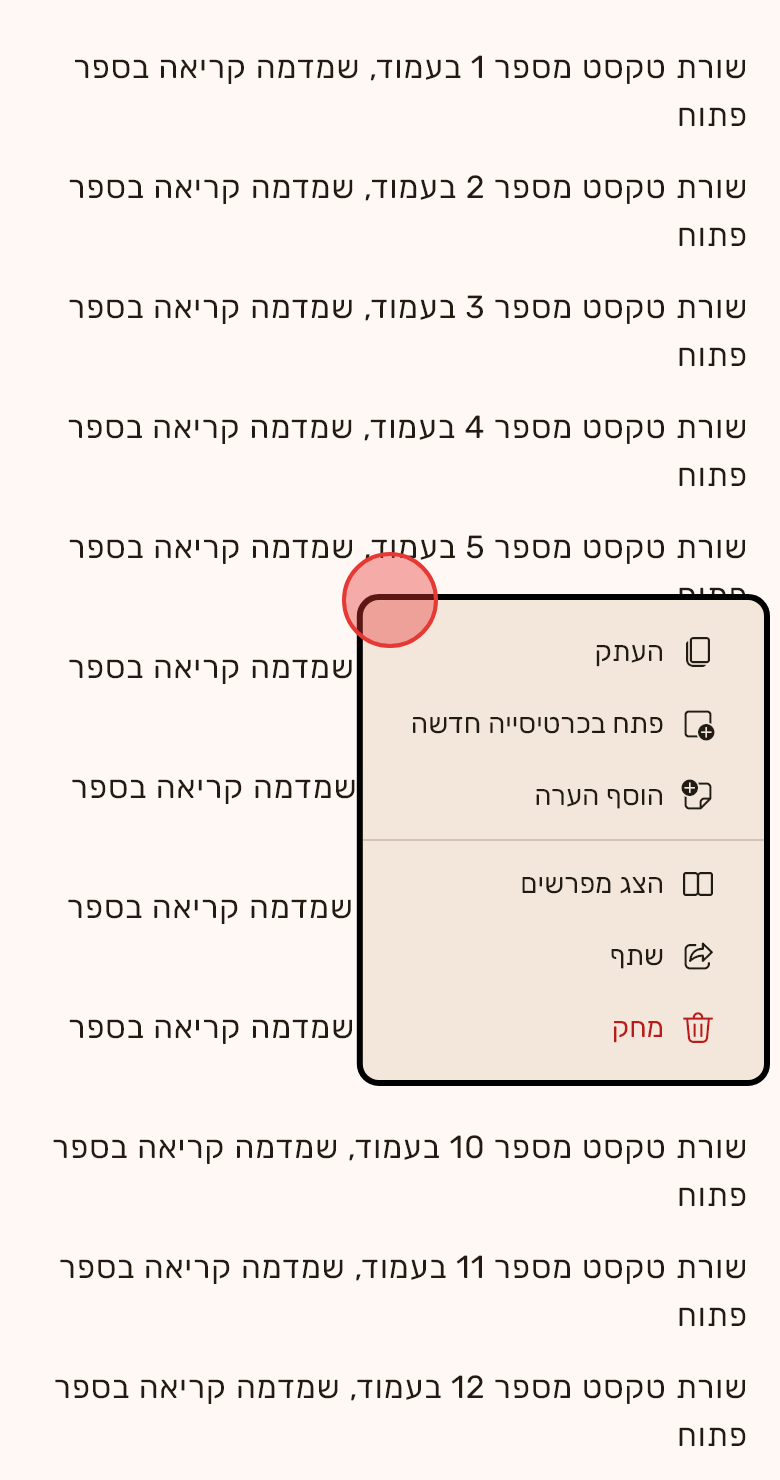 שורת טקסט מספר 1 בעמוד, שמדמה קריאה בספר
פתוח
שורת טקסט מספר 2 בעמוד, שמדמה קריאה בספר
פתוח
שורת טקסט מספר 3 בעמוד, שמדמה קריאה בספר
פתוח
שורת טקסט מספר 4 בעמוד, שמדמה קריאה בספר
פתוח
שורת טקסט מספר 5 בעמוד, שמדמה קריאה בספר
שמדמה קריאה בספר
שמדמה קריאה בספר
שמדמה קריאה בספר
שמדמה קריאה בספר
העתק
פתח בכרטיסייה חדשה
הוסף הערה
הצג מפרשים
שתף
מחק
שורת טקסט מספר 10 בעמוד, שמדמה קריאה בספר
פתוח
שורת טקסט מספר 11 בעמוד, שמדמה קריאה בספר
פתוח
שורת טקסט מספר 12 בעמוד, שמדמה קריאה בספר
פתוח